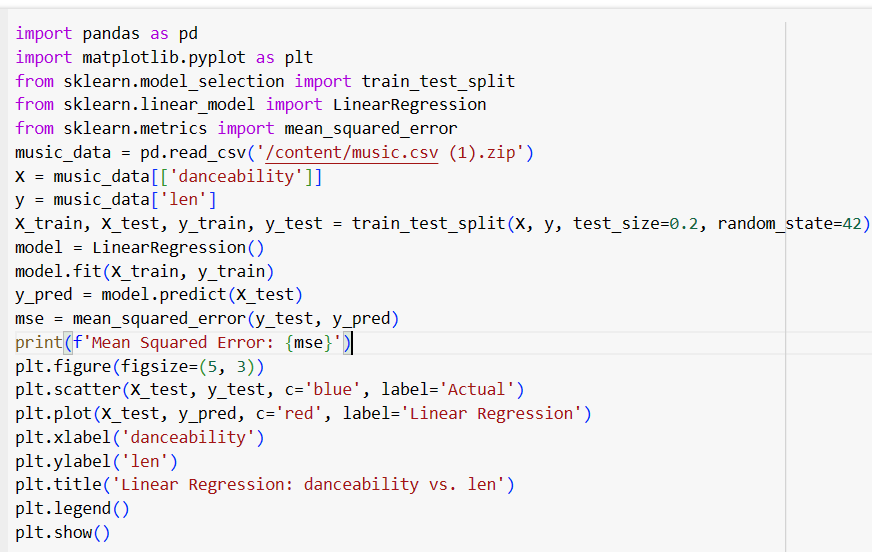 import pandas as pd
import matplotlib.pyplot as plt
from sklearn.model_selection import train_test_split
from sklearn.linear_model import LinearRegression
from sklearn.metrics import mean_squared_error
music_data = pd.read_csv('/content/music.csv (1).zip')
X = music_data[['danceability']]
y = music_data['len']
X_train, X_test, y_train, y_test = train_test_split(X, y, test_size=0.2, random_state=42)
model = LinearRegression()
model.fit(X_train, y_train)
y_pred = model.predict(X_test)
mse = mean_squared_error(y_test, y_pred)
print(f'Mean Squared Error: {mse}')
plt.figure(figsize=(5, 3))
plt.scatter(X_test, y_test, c='blue', label='Actual')
plt.plot(X_test, y_pred, c='red', label='Linear Regression')
plt.xlabel('danceability')
plt.ylabel('len')
plt.title('Linear Regression: danceability vs. len')
plt.legend()
plt.show()